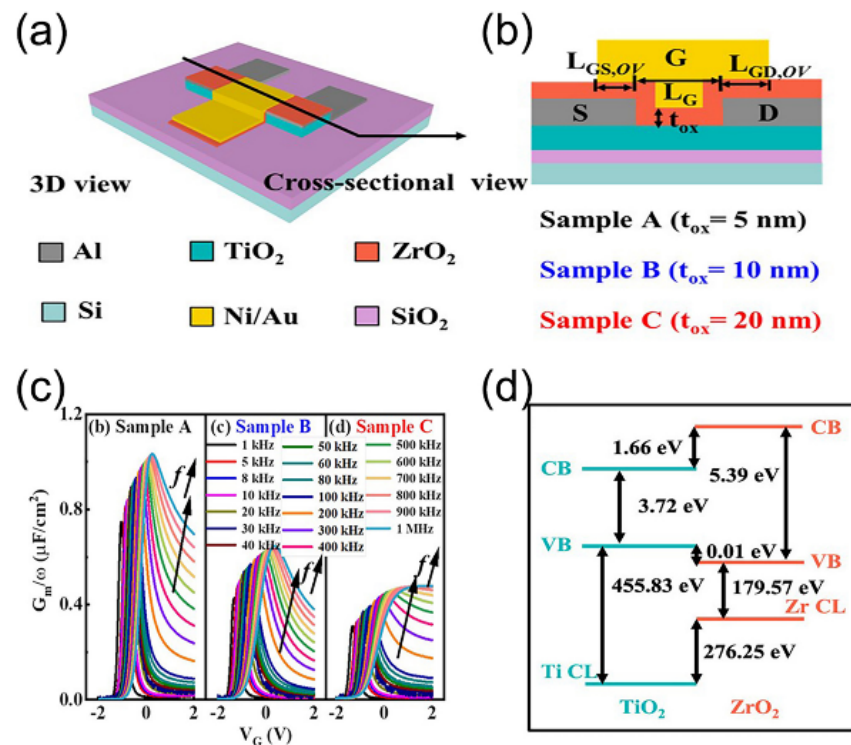 (a)
3D view
Cross-sectional view
Al
TiO₂
ZrO₂
Si
Ni/Au
SiO₂
(b)
L_GS,OV
G
L_GD,OV
L_G
S
t_ox
D
Sample A (t_ox= 5 nm)
Sample B (t_ox= 10 nm)
Sample C (t_ox= 20 nm)
(c)
(b) Sample A
(c) Sample B
(d) Sample C
1 kHz
5 kHz
8 kHz
10 kHz
20 kHz
30 kHz
40 kHz
50 kHz
60 kHz
80 kHz
100 kHz
200 kHz
300 kHz
400 kHz
500 kHz
600 kHz
700 kHz
800 kHz
900 kHz
1 MHz
f
f
f
G_m/ω (μF/cm²)
1.2
0.8
0.4
0.0
-2 0 2
-2 0 2
-2 0 2
V_G (V)
(d)
CB
1.66 eV
CB
5.39 eV
3.72 eV
VB
0.01 eV
VB
455.83 eV
179.57 eV
Zr CL
276.25 eV
Ti CL
TiO₂
ZrO₂